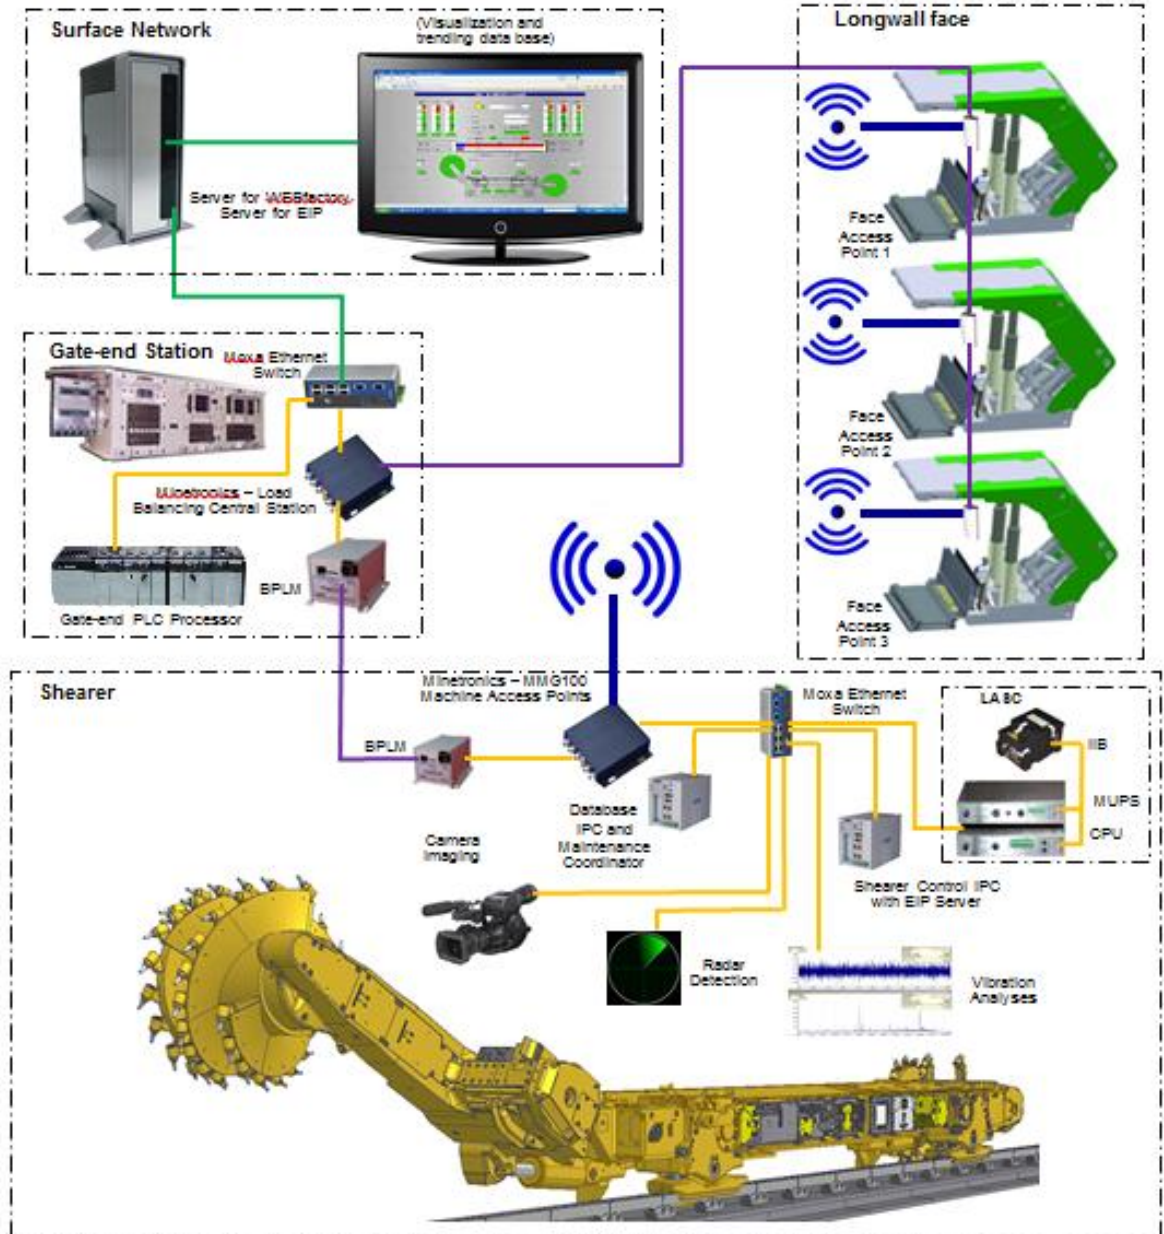 Surface Network
(Visualization and
trending data base)
Server for WEBfactory,
Server for EIP
Longwall face
Face
Access
Point 1
Face
Access
Point 2
Face
Access
Point 3
Gate-end Station
Moxa Ethernet
Switch
Minetronics – Load
Balancing Central Station
BPLM
Gate-end PLC Processor
Shearer
Minetronics – MMG100
Machine Access Points
BPLM
Moxa Ethernet
Switch
LASC
IIB
MUPS
CPU
Database
IPC and
Maintenance
Coordinator
Camera
Imaging
Shearer Control IPC
with EIP Server
Radar
Detection
Vibration
Analyses